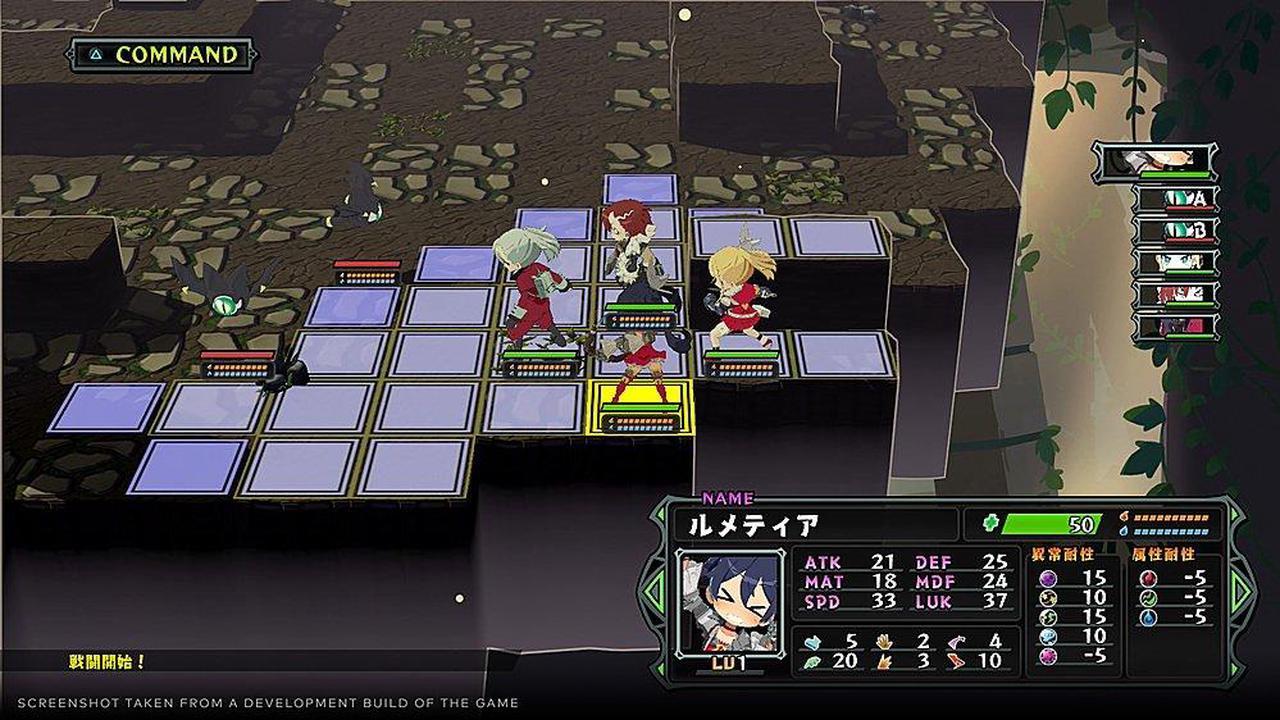 COMMAND
A
B
NAME
ルメティア
50
ATK 21 DEF 25
MAT 18 MDF 24
SPD 33 LUK 37
異常耐性
15
10
15
10
-5
属性耐性
-5
-5
-5
5 2 4
20 3 10
LV1
戦闘開始！
SCREENSHOT TAKEN FROM A DEVELOPMENT BUILD OF THE GAME